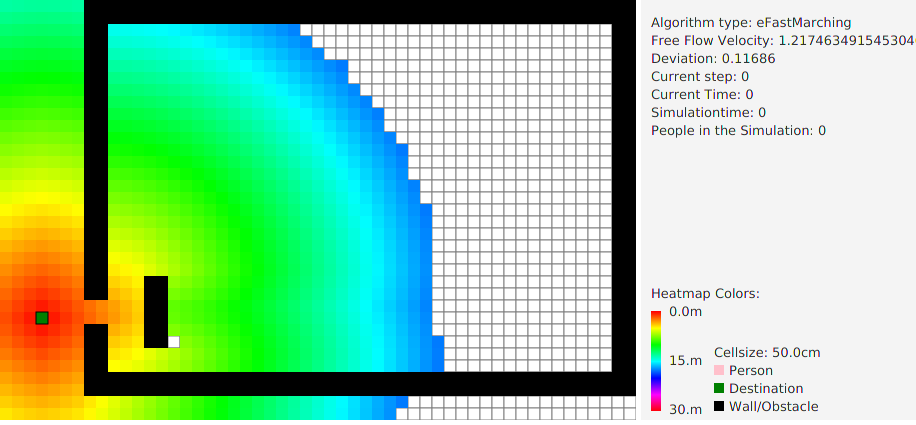 Algorithm type: eFastMarching
Free Flow Velocity: 1.217463491545304
Deviation: 0.11686
Current step: 0
Current Time: 0
Simulationtime: 0
People in the Simulation: 0
Heatmap Colors:
0.0m
15.m
30.m
Cellsize: 50.0cm
Person
Destination
Wall/Obstacle